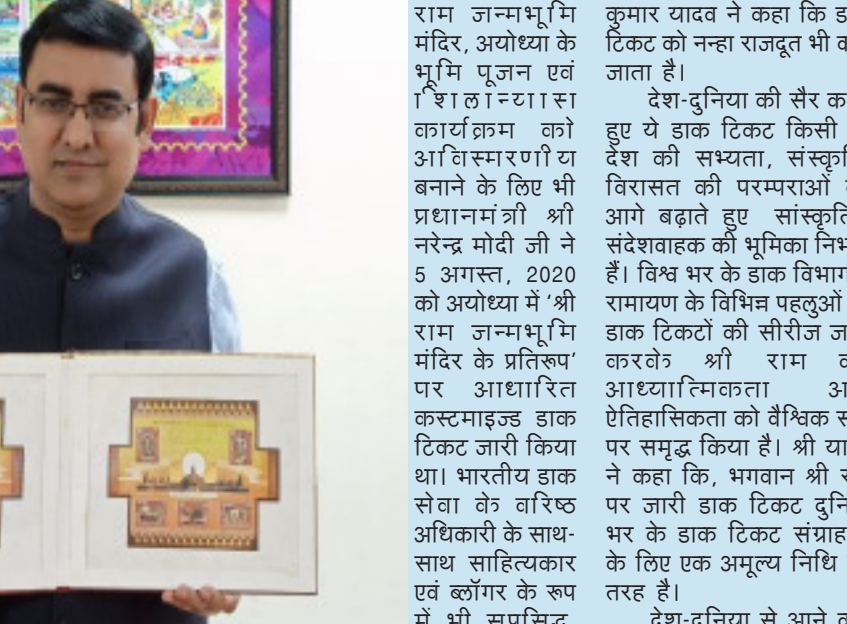 राम जन्मभूमि
मंदिर, अयोध्या के
भूमि पूजन एवं
शिलान्यास
कार्यक्रम को
अविस्मरणीय
बनाने के लिए भी
प्रधानमंत्री श्री
नरेन्द्र मोदी जी ने
5 अगस्त, 2020
को अयोध्या में ‘श्री
राम जन्मभूमि
मंदिर के प्रतिरूप’
पर आधारित
कस्टमाइज्ड डाक
टिकट जारी किया
था। भारतीय डाक
सेवा के वरिष्ठ
अधिकारी के साथ-
साथ साहित्यकार
एवं ब्लॉगर के रूप
में भी सुप्रसिद्ध
कुमार यादव ने कहा कि
टिकट को नन्हा राजदूत भी
जाता है।
देश-दुनिया की सैर
हुए ये डाक टिकट किसी
देश की सभ्यता,
विरासत की परम्पराओं
आगे बढ़ाते हुए
संदेशवाहक की भूमिका
हैं। विश्व भर के डाक
रामायण के विभिन्न पहलुओं
डाक टिकटों की सीरीज
करके श्री राम
आध्यात्मिकता
ऐतिहासिकता को वैश्विक
पर समृद्ध किया है। श्री
ने कहा कि, भगवान श्री
पर जारी डाक टिकट
भर के डाक टिकट
के लिए एक अमूल्य निधि
तरह है।
देश-दुनिया से आने